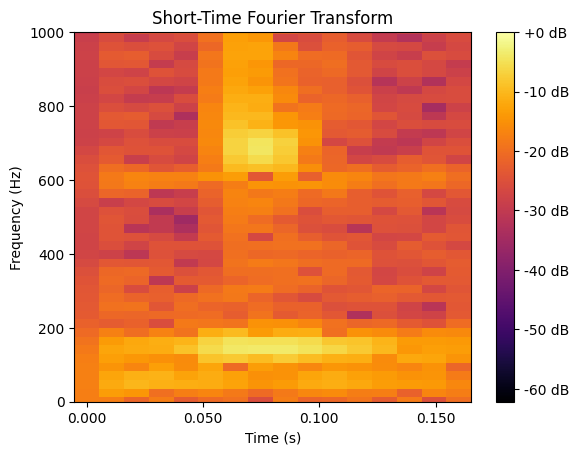 Short-Time Fourier Transform
1000
800
600
400
200
0
Frequency (Hz)
0.000
0.050
0.100
0.150
Time (s)
+0 dB
-10 dB
-20 dB
-30 dB
-40 dB
-50 dB
-60 dB